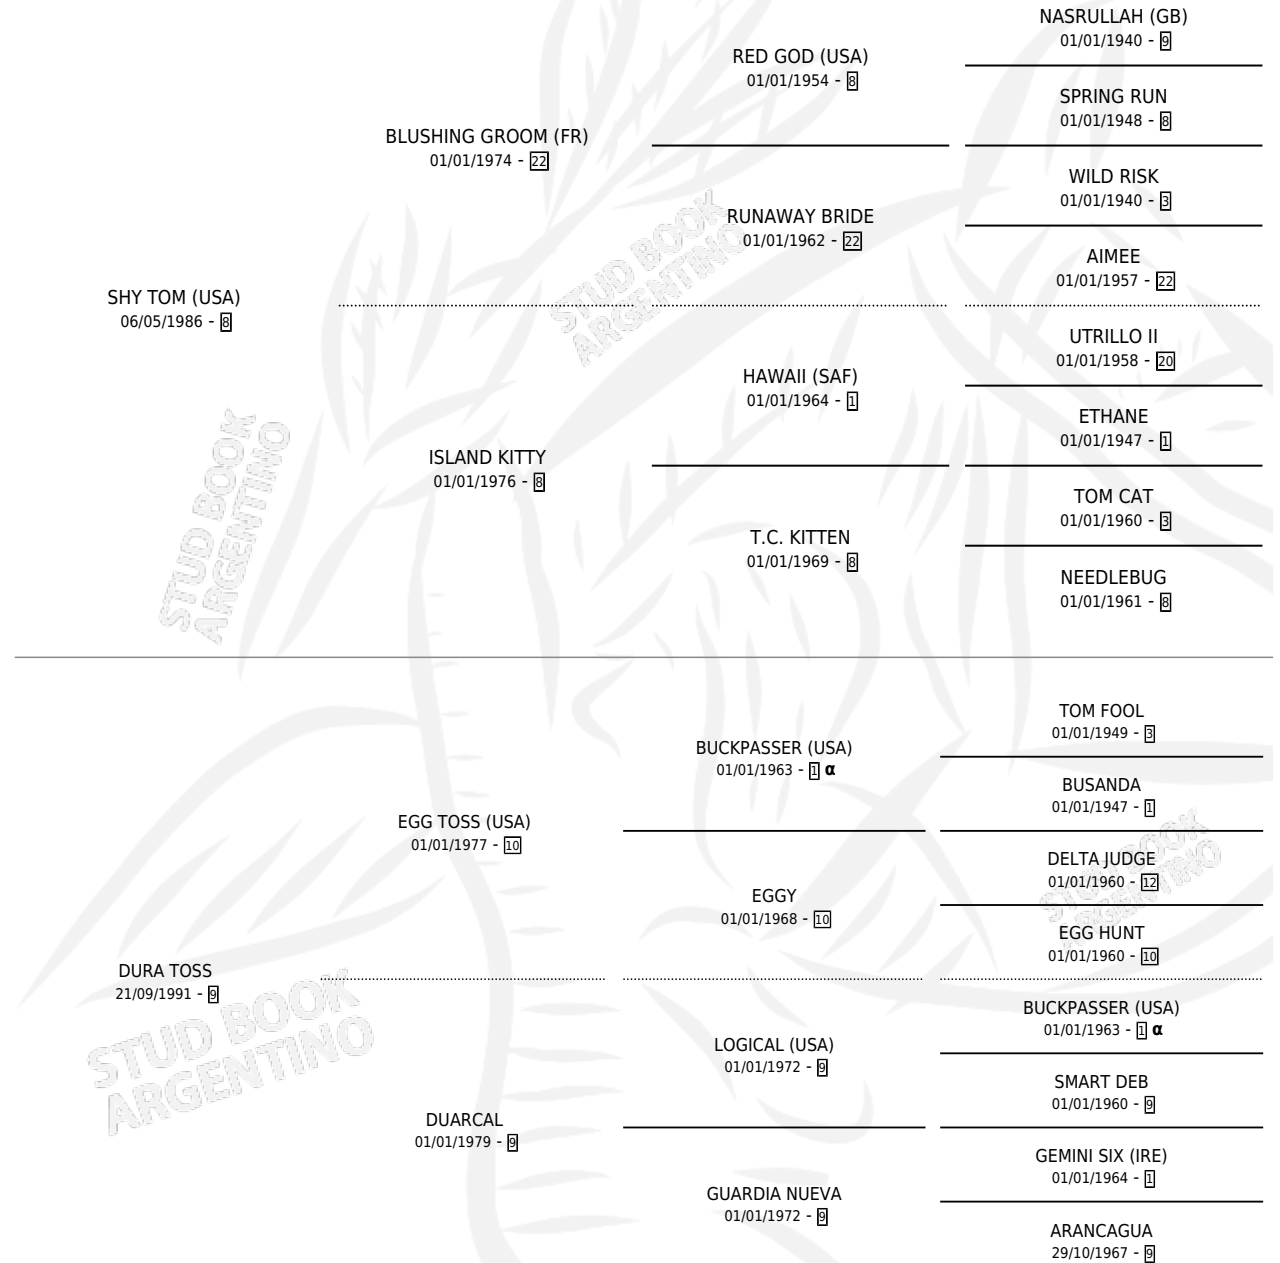 NASRULLAH (GB)
01/01/1940 - 9
RED GOD (USA)
01/01/1954 - 8
SPRING RUN
01/01/1948 - 8
BLUSHING GROOM (FR)
01/01/1974 - 22
WILD RISK
01/01/1940 - 3
RUNAWAY BRIDE
01/01/1962 - 22
AIMEE
01/01/1957 - 22
SHY TOM (USA)
06/05/1986 - 8
UTRILLO II
01/01/1958 - 20
HAWAII (SAF)
01/01/1964 - 1
ETHANE
01/01/1947 - 1
ISLAND KITTY
01/01/1976 - 8
TOM CAT
01/01/1960 - 3
T.C. KITTEN
01/01/1969 - 8
NEEDLEBUG
01/01/1961 - 8
TOM FOOL
01/01/1949 - 3
BUCKPASSER (USA)
01/01/1963 - 1 α
BUSANDA
01/01/1947 - 1
EGG TOSS (USA)
01/01/1977 - 10
DELTA JUDGE
01/01/1960 - 12
EGGY
01/01/1968 - 10
EGG HUNT
01/01/1960 - 10
DURA TOSS
21/09/1991 - 9
BUCKPASSER (USA)
01/01/1963 - 1 α
LOGICAL (USA)
01/01/1972 - 9
SMART DEB
01/01/1960 - 9
DUARCAL
01/01/1979 - 9
GEMINI SIX (IRE)
01/01/1964 - 1
GUARDIA NUEVA
01/01/1972 - 9
ARANCAGUA
29/10/1967 - 9
STUD BOOK
ARGENTINO
STUD BOOK
ARGENTINO
STUD BOOK
ARGENTINO
STUD BOOK
ARGENTINO